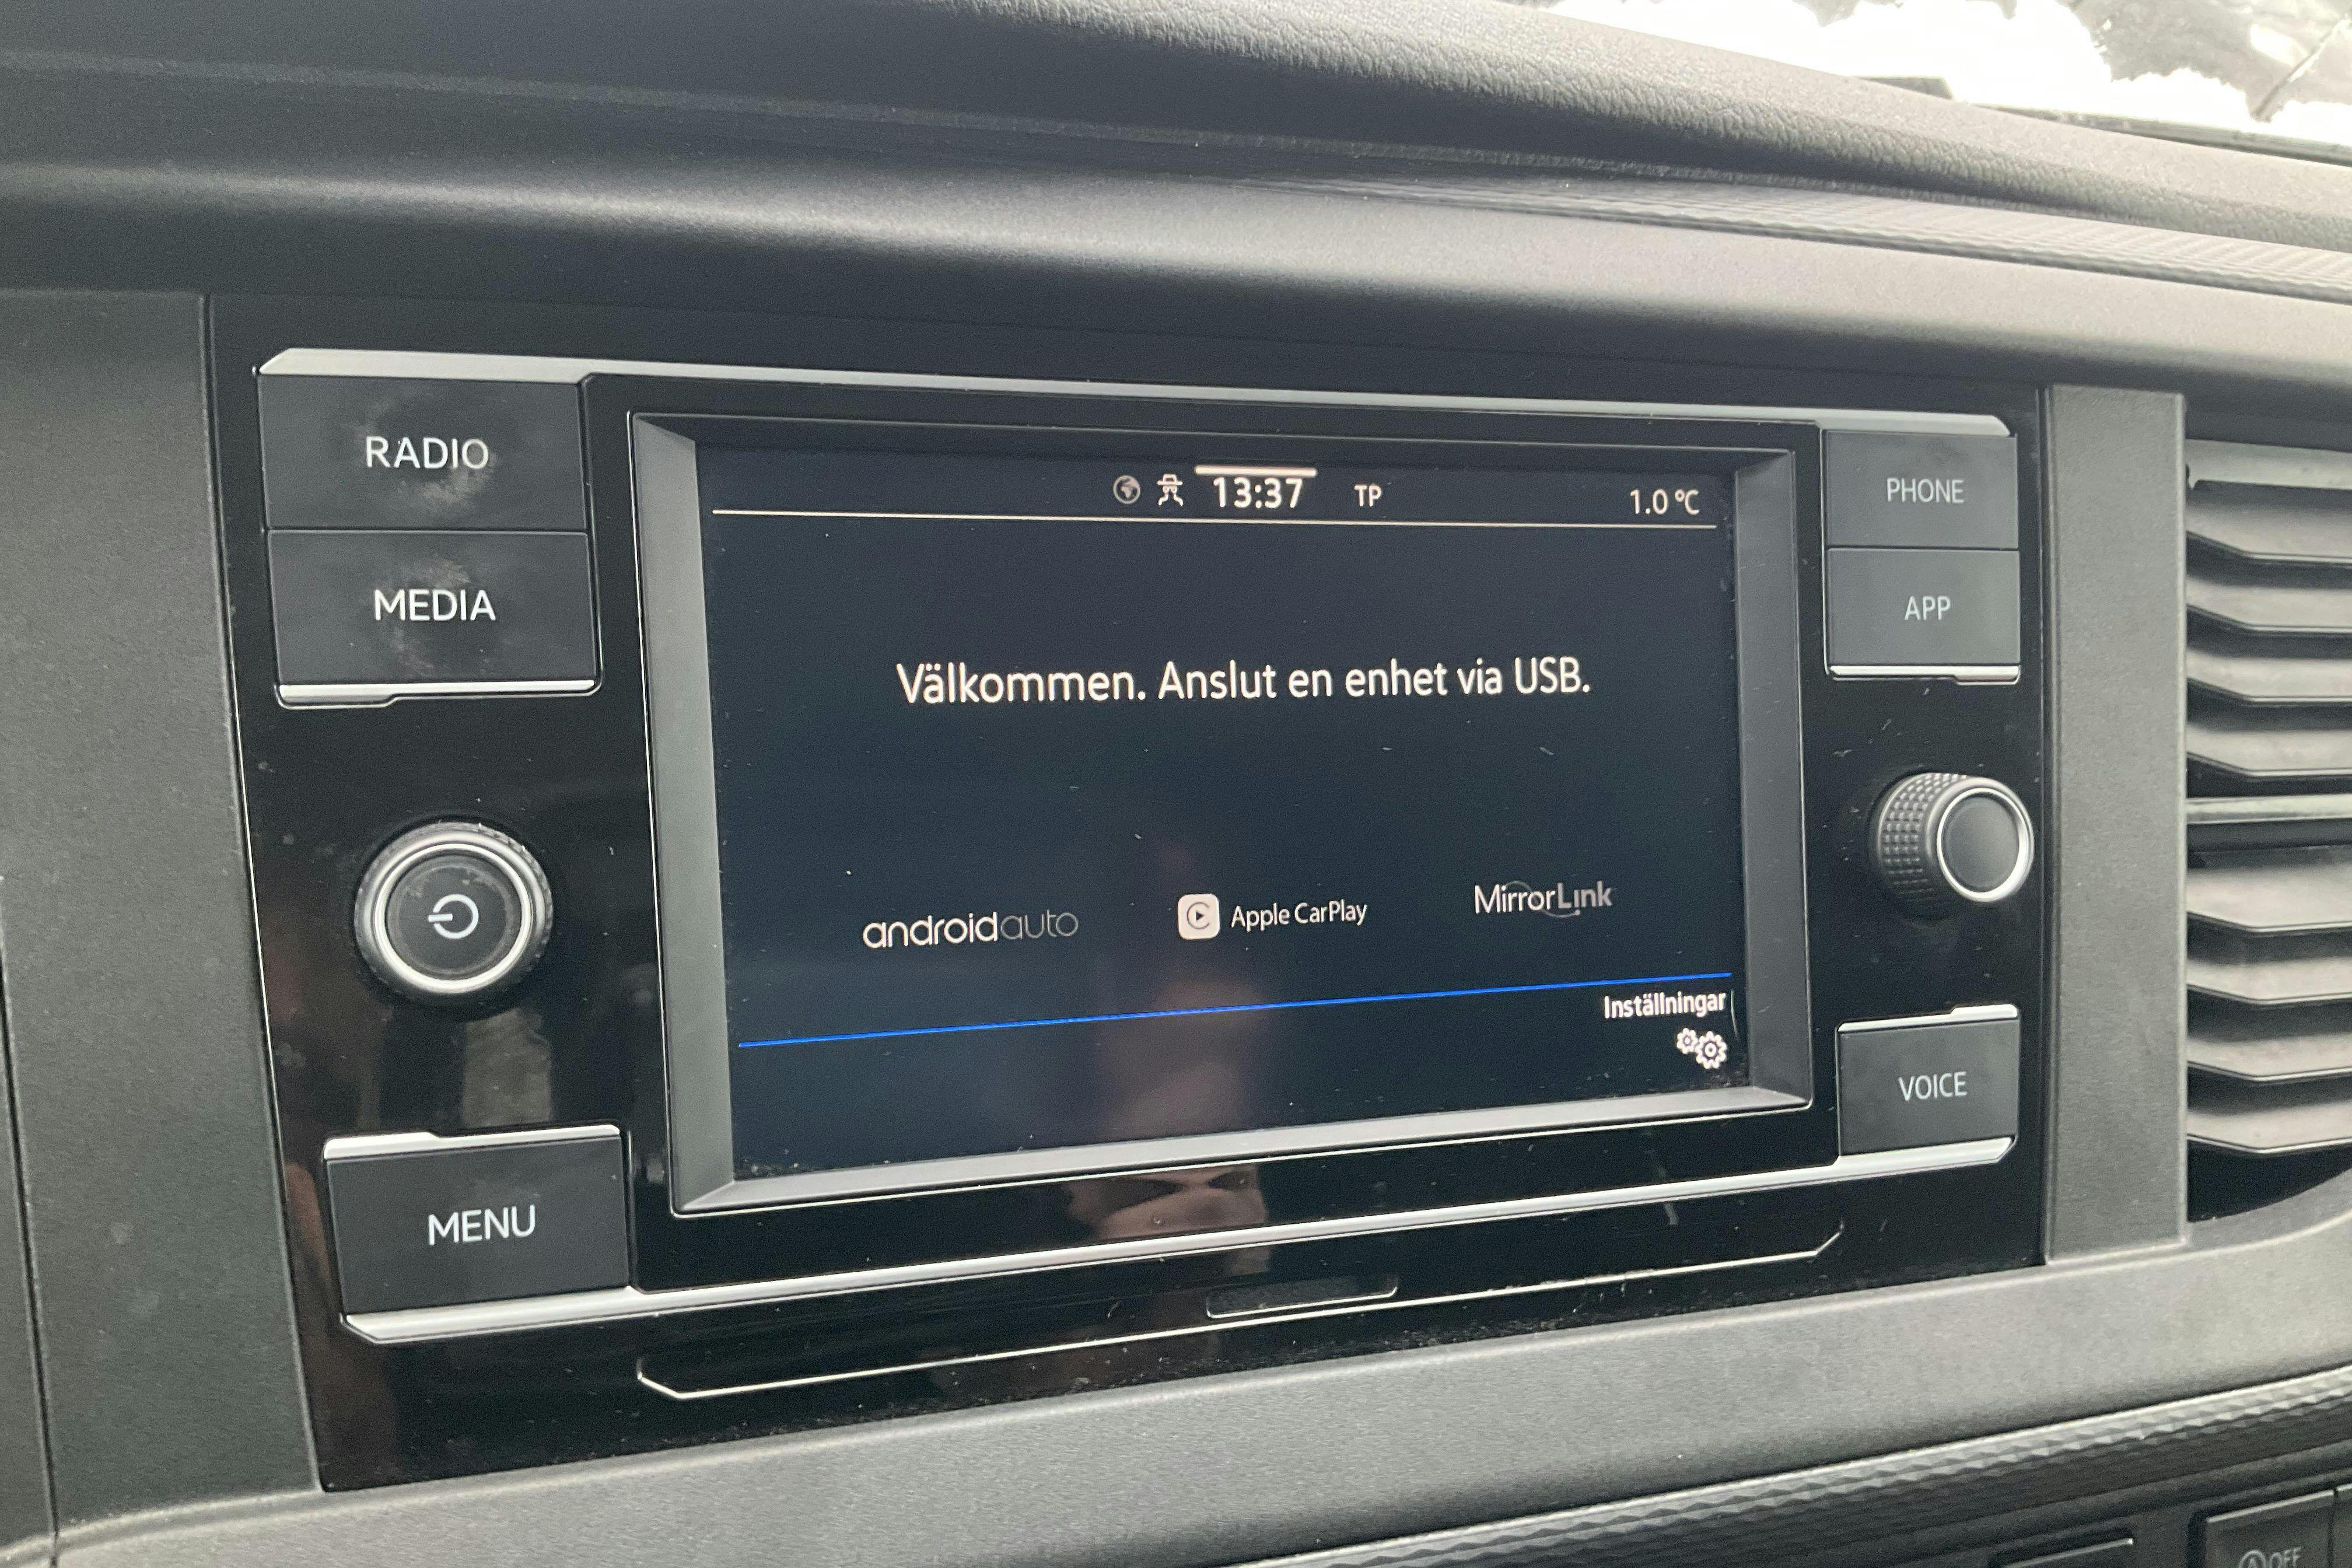 RADIO
MEDIA
MENU
13:37 TP 1.0 °C
Välkommen. Anslut en enhet via USB.
androidauto
Apple CarPlay
MirrorLink
Inställningar
PHONE
APP
VOICE
OFF